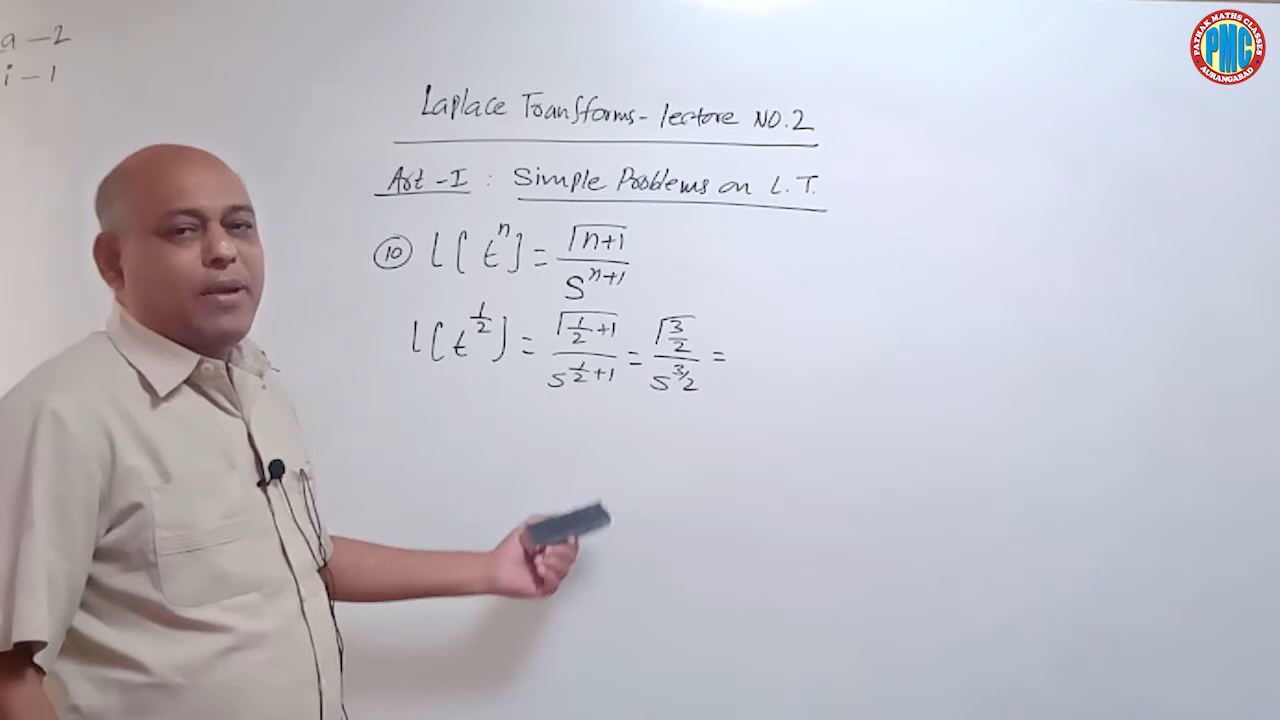 a – 2
i – 1
PATHAK MATHS CLASSES
PMC
AURANGABAD
Laplace Transforms - lecture NO. 2
Art - I : Simple Problems on L. T.
⑩ L[t^n] = Γ(n+1) / S^(n+1)
L[t^(1/2)] = Γ(1/2+1) / S^(1/2+1) = Γ(3/2) / S^(3/2) =